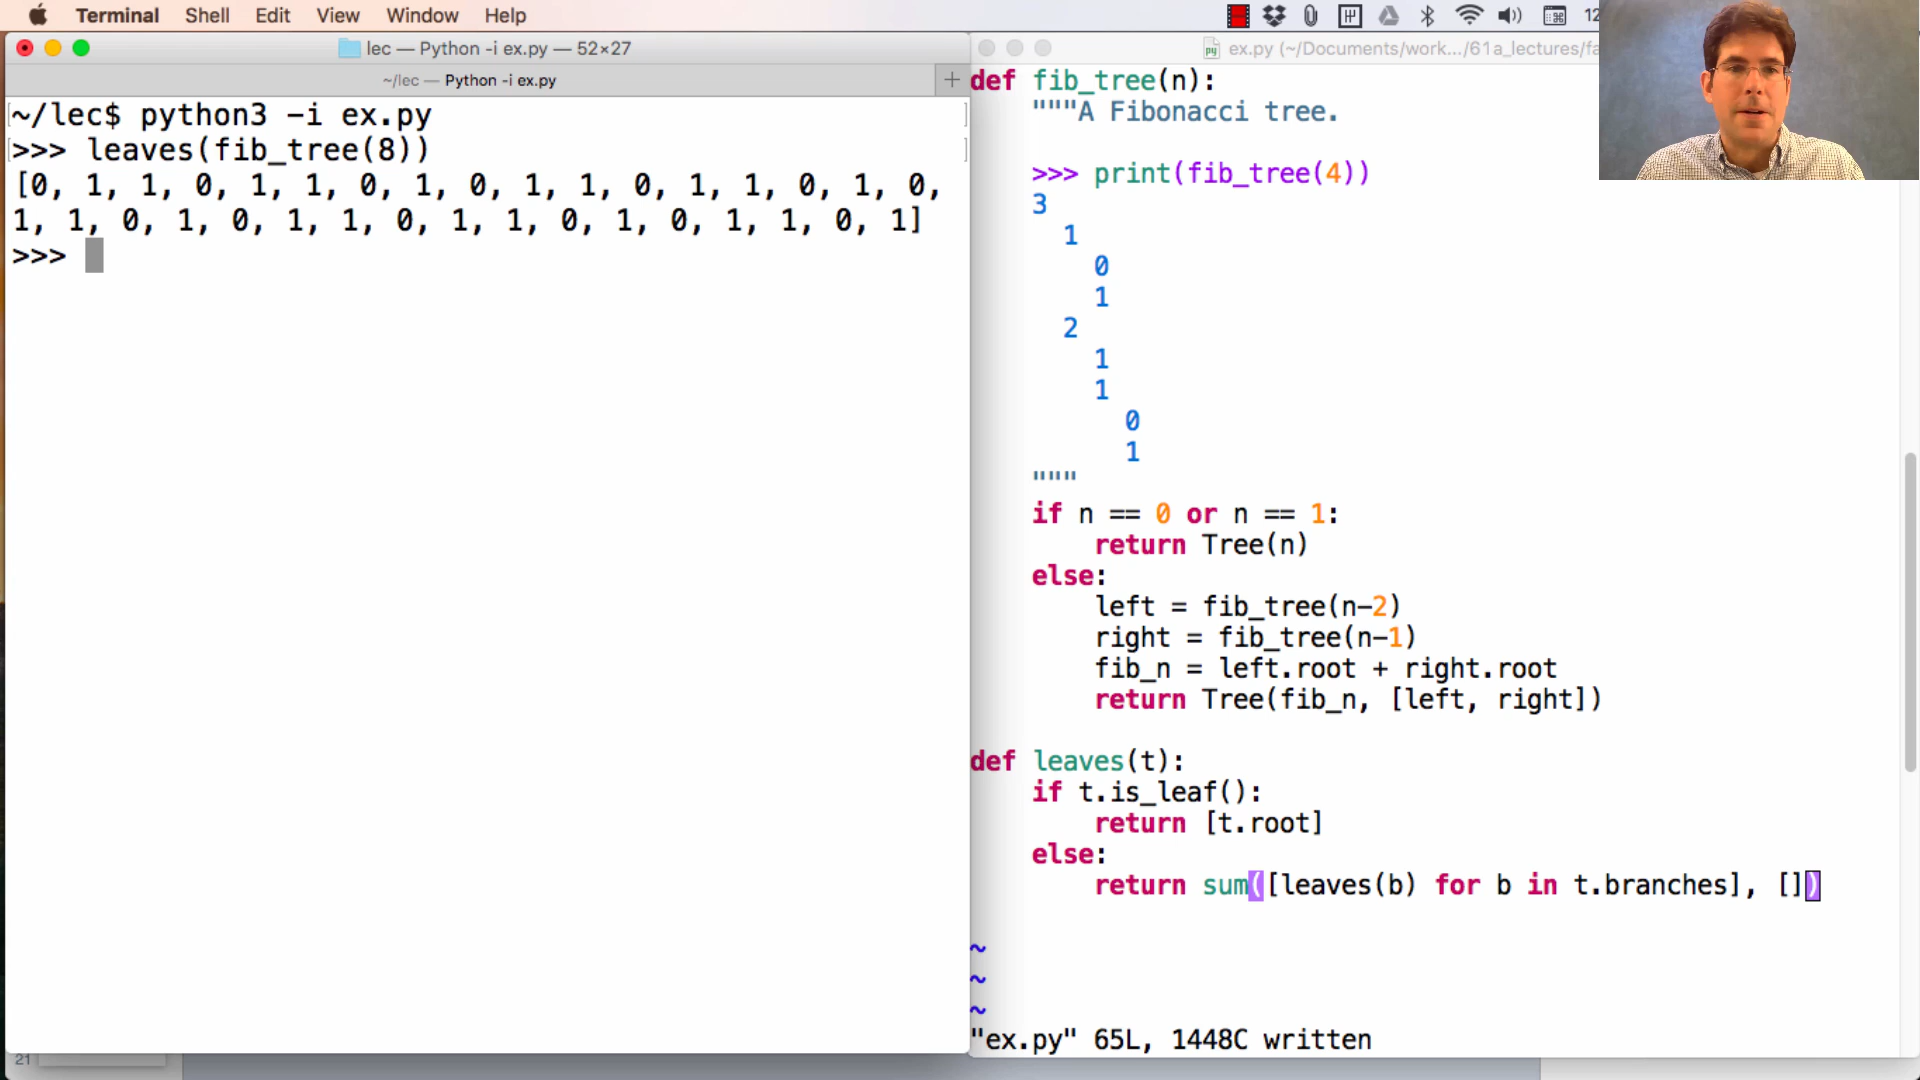 Terminal Shell Edit View Window Help
lec — Python -i ex.py — 52×27
~/lec — Python -i ex.py
~/lec$ python3 -i ex.py
>>> leaves(fib_tree(8))
[0, 1, 1, 0, 1, 1, 0, 1, 0, 1, 1, 0, 1, 1, 0, 1, 0,
1, 1, 0, 1, 0, 1, 1, 0, 1, 1, 0, 1, 0, 1, 1, 0, 1]
>>>
21
12
ex.py (~/Documents/work.../61a_lectures/fa
def fib_tree(n):
"""A Fibonacci tree.
>>> print(fib_tree(4))
3
1
0
1
2
1
1
0
1
"""
if n == 0 or n == 1:
return Tree(n)
else:
left = fib_tree(n-2)
right = fib_tree(n-1)
fib_n = left.root + right.root
return Tree(fib_n, [left, right])
def leaves(t):
if t.is_leaf():
return [t.root]
else:
return sum([leaves(b) for b in t.branches], [])
~
~
~
"ex.py" 65L, 1448C written